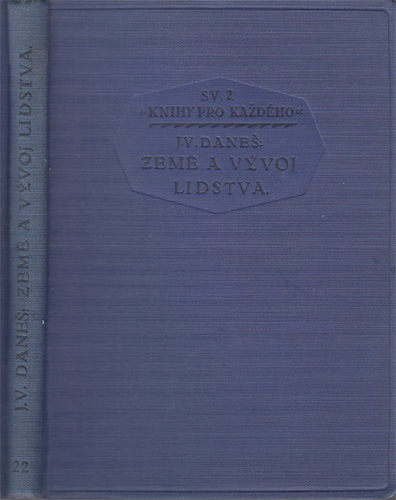 SV. 2.
„KNIHY PRO KAŽDÉHO“
J.V. DANEŠ:
ZEMĚ A VÝVOJ
LIDSTVA.
J.V. DANEŠ: ZEMĚ A VÝVOJ LIDSTVA.
22